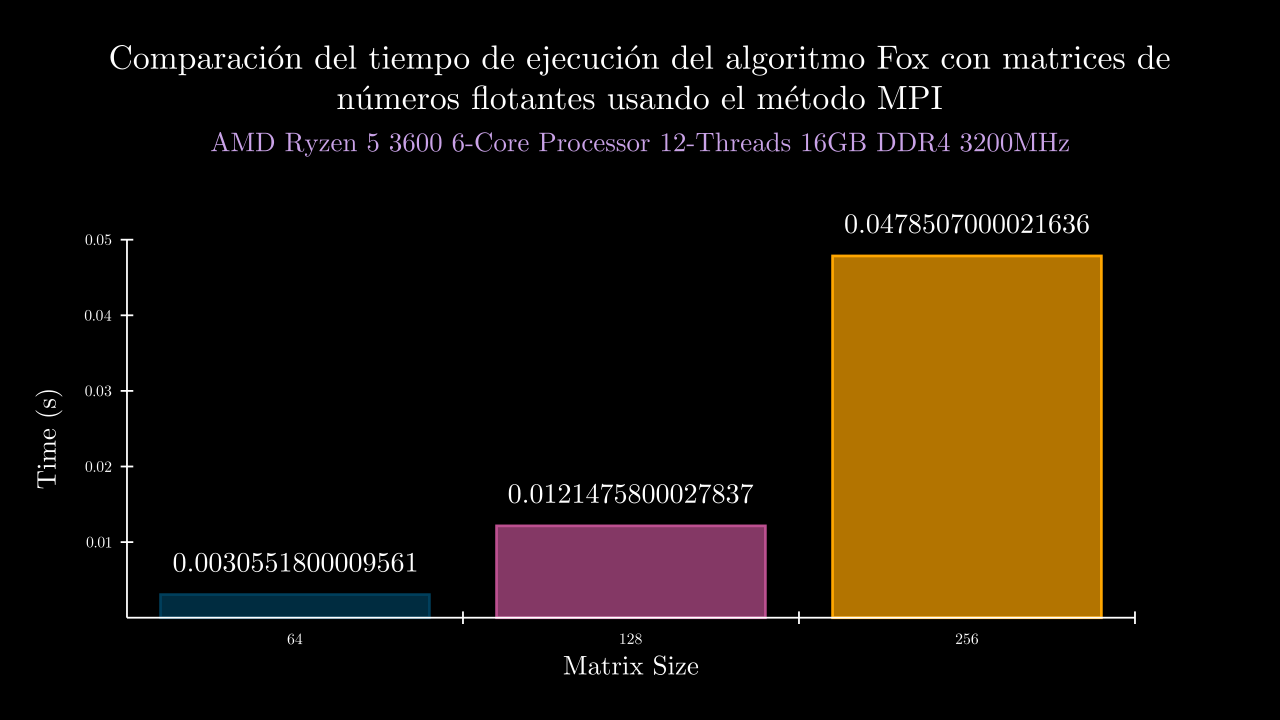 Comparación del tiempo de ejecución del algoritmo Fox con matrices de
números flotantes usando el método MPI
AMD Ryzen 5 3600 6-Core Processor 12-Threads 16GB DDR4 3200MHz
0.0478507000021636
0.05
0.04
0.03
0.02
0.01
Time (s)
0.0121475800027837
0.0030551800009561
64
128
256
Matrix Size